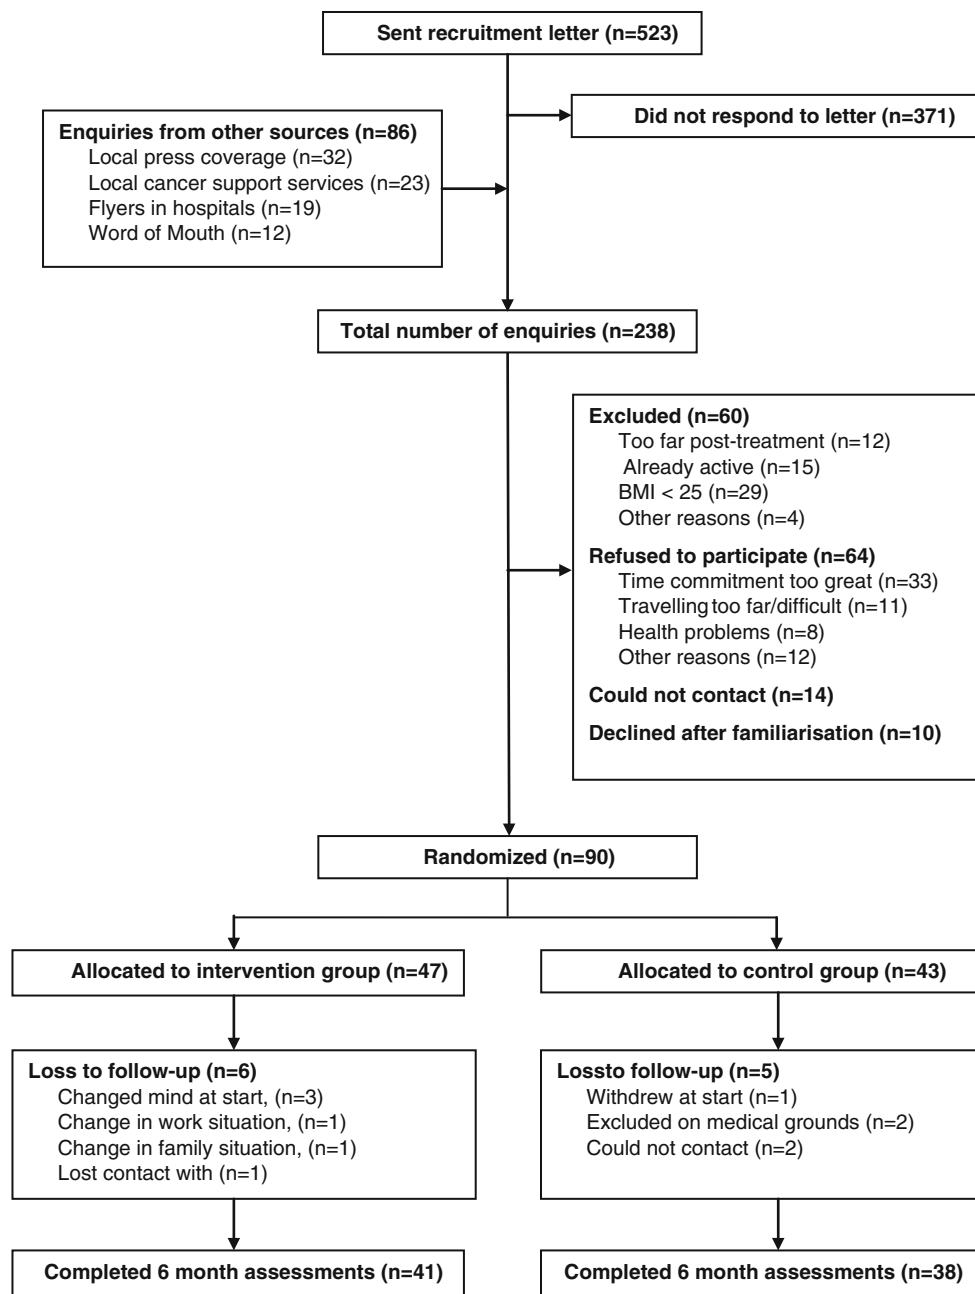 Sent recruitment letter (n=523)
Did not respond to letter (n=371)
Enquiries from other sources (n=86)
Local press coverage (n=32)
Local cancer support services (n=23)
Flyers in hospitals (n=19)
Word of Mouth (n=12)
Total number of enquiries (n=238)
Excluded (n=60)
Too far post-treatment (n=12)
Already active (n=15)
BMI < 25 (n=29)
Other reasons (n=4)
Refused to participate (n=64)
Time commitment too great (n=33)
Travelling too far/difficult (n=11)
Health problems (n=8)
Other reasons (n=12)
Could not contact (n=14)
Declined after familiarisation (n=10)
Randomized (n=90)
Allocated to intervention group (n=47)
Allocated to control group (n=43)
Loss to follow-up (n=6)
Changed mind at start, (n=3)
Change in work situation, (n=1)
Change in family situation, (n=1)
Lost contact with (n=1)
Lossto follow-up (n=5)
Withdrew at start (n=1)
Excluded on medical grounds (n=2)
Could not contact (n=2)
Completed 6 month assessments (n=41)
Completed 6 month assessments (n=38)